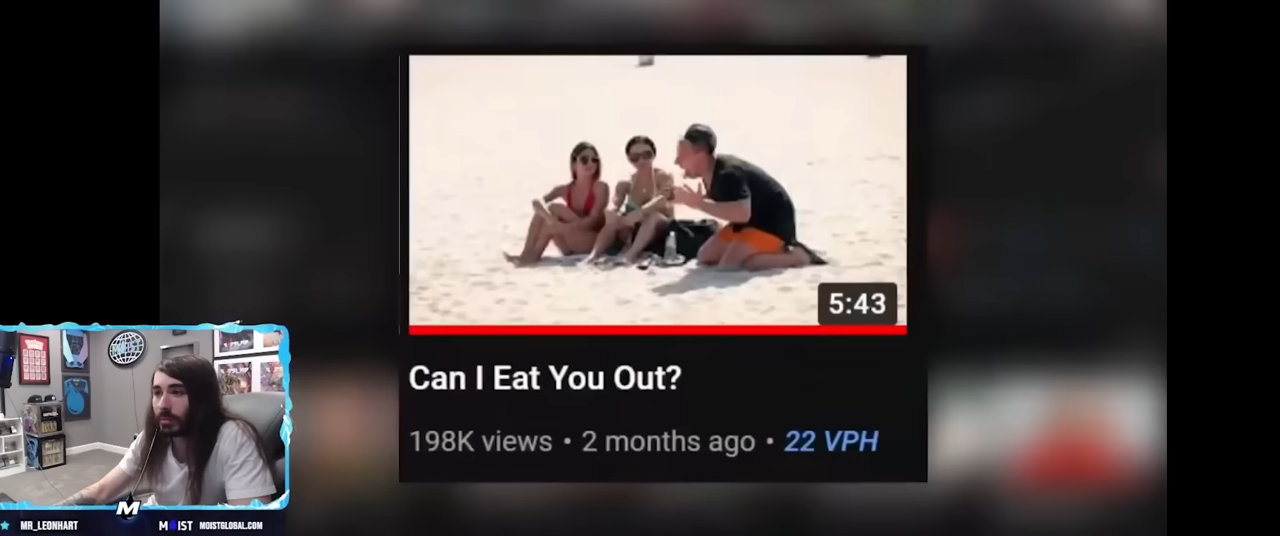 5:43
Can I Eat You Out?
198K views • 2 months ago • 22 VPH
M
MR_LEONHART
MOIST MOISTGLOBAL.COM